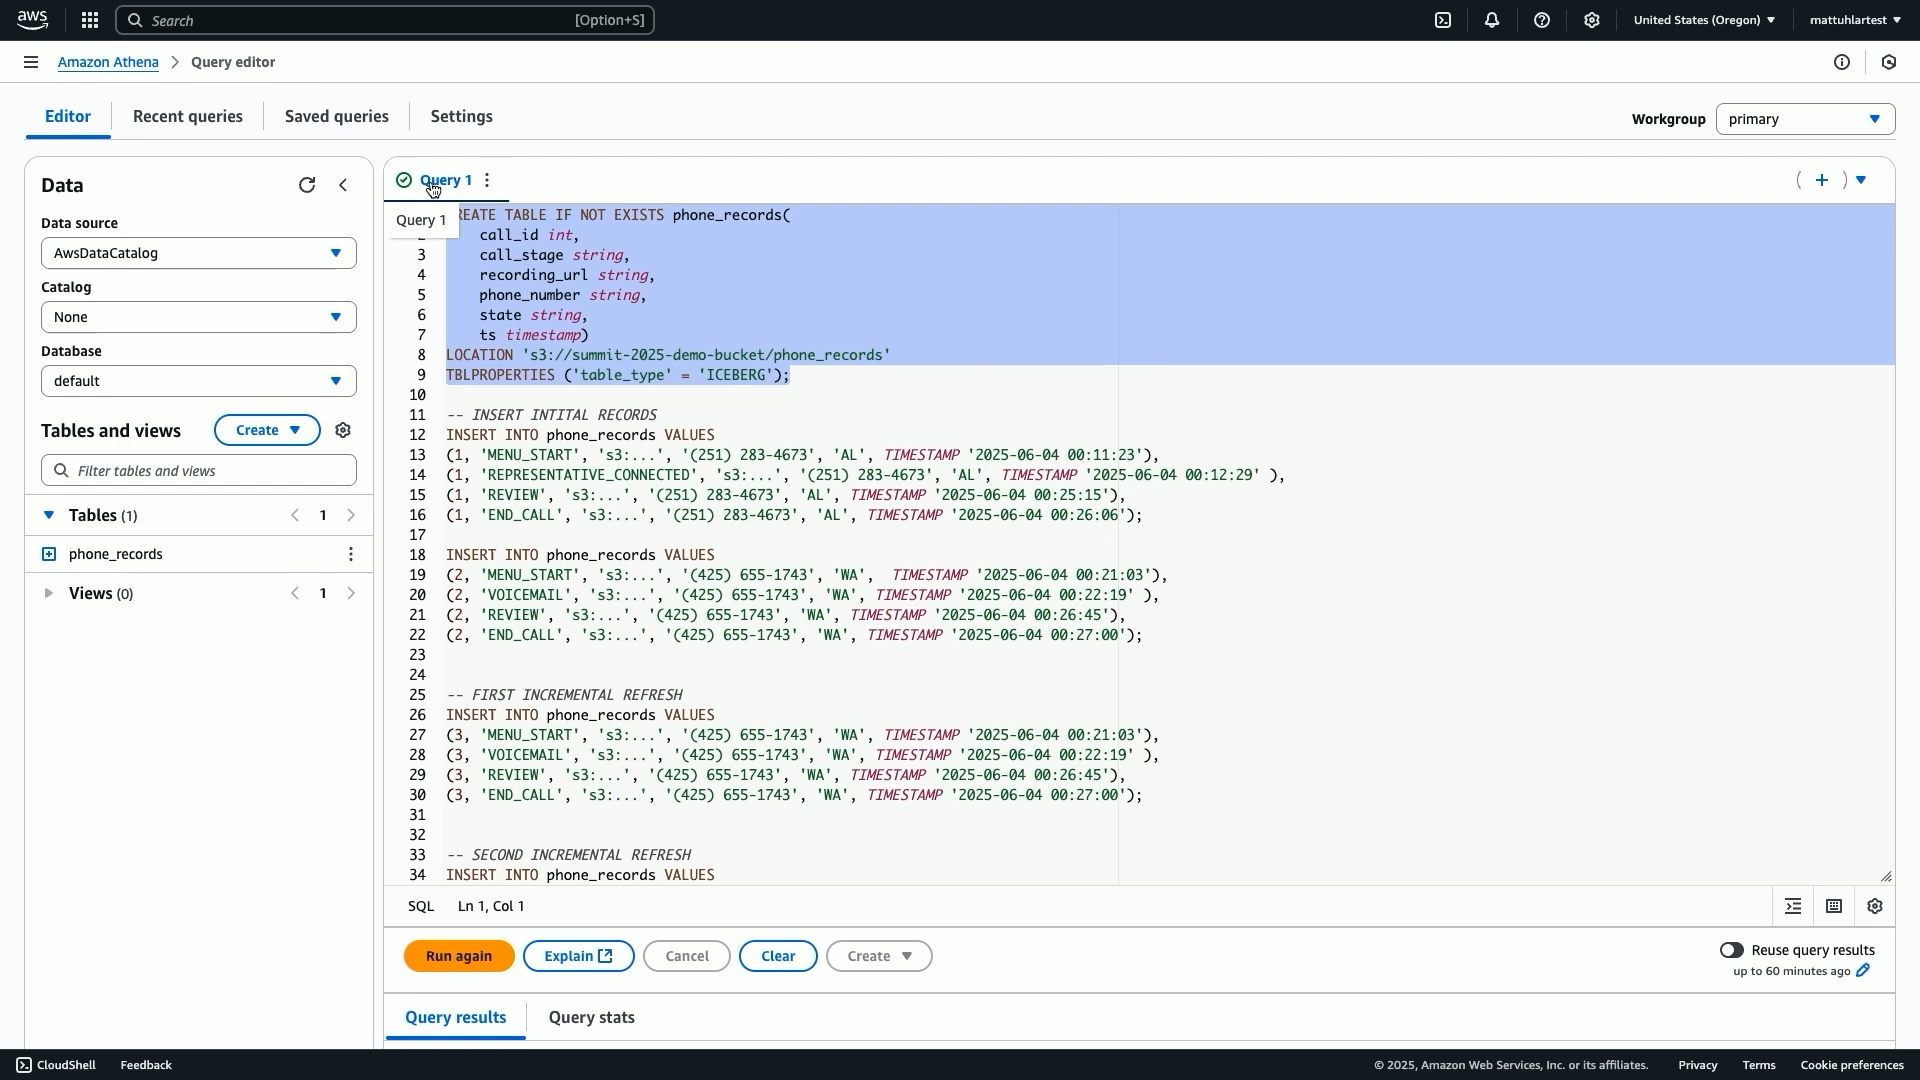 aws
Search
[Option+S]
United States (Oregon)
mattuhlartest
Amazon Athena
Query editor
Editor
Recent queries
Saved queries
Settings
Workgroup
primary
Data
Data source
AwsDataCatalog
Catalog
None
Database
default
Tables and views
Create
Filter tables and views
Tables (1)
1
phone_records
Views (0)
1
Query 1
Query 1
REATE TABLE IF NOT EXISTS phone_records(
2 call_id int,
3 call_stage string,
4 recording_url string,
5 phone_number string,
6 state string,
7 ts timestamp)
8 LOCATION 's3://summit-2025-demo-bucket/phone_records'
9 TBLPROPERTIES ('table_type' = 'ICEBERG');
10
11 -- INSERT INTITAL RECORDS
12 INSERT INTO phone_records VALUES
13 (1, 'MENU_START', 's3:...', '(251) 283-4673', 'AL', TIMESTAMP '2025-06-04 00:11:23'),
14 (1, 'REPRESENTATIVE_CONNECTED', 's3:...', '(251) 283-4673', 'AL', TIMESTAMP '2025-06-04 00:12:29' ),
15 (1, 'REVIEW', 's3:...', '(251) 283-4673', 'AL', TIMESTAMP '2025-06-04 00:25:15'),
16 (1, 'END_CALL', 's3:...', '(251) 283-4673', 'AL', TIMESTAMP '2025-06-04 00:26:06');
17
18 INSERT INTO phone_records VALUES
19 (2, 'MENU_START', 's3:...', '(425) 655-1743', 'WA',  TIMESTAMP '2025-06-04 00:21:03'),
20 (2, 'VOICEMAIL', 's3:...', '(425) 655-1743', 'WA', TIMESTAMP '2025-06-04 00:22:19' ),
21 (2, 'REVIEW', 's3:...', '(425) 655-1743', 'WA', TIMESTAMP '2025-06-04 00:26:45'),
22 (2, 'END_CALL', 's3:...', '(425) 655-1743', 'WA', TIMESTAMP '2025-06-04 00:27:00');
23
24
25 -- FIRST INCREMENTAL REFRESH
26 INSERT INTO phone_records VALUES
27 (3, 'MENU_START', 's3:...', '(425) 655-1743', 'WA', TIMESTAMP '2025-06-04 00:21:03'),
28 (3, 'VOICEMAIL', 's3:...', '(425) 655-1743', 'WA', TIMESTAMP '2025-06-04 00:22:19' ),
29 (3, 'REVIEW', 's3:...', '(425) 655-1743', 'WA', TIMESTAMP '2025-06-04 00:26:45'),
30 (3, 'END_CALL', 's3:...', '(425) 655-1743', 'WA', TIMESTAMP '2025-06-04 00:27:00');
31
32
33 -- SECOND INCREMENTAL REFRESH
34 INSERT INTO phone_records VALUES
SQL
Ln 1, Col 1
Run again
Explain
Cancel
Clear
Create
Reuse query results
up to 60 minutes ago
Query results
Query stats
CloudShell
Feedback
© 2025, Amazon Web Services, Inc. or its affiliates.
Privacy
Terms
Cookie preferences